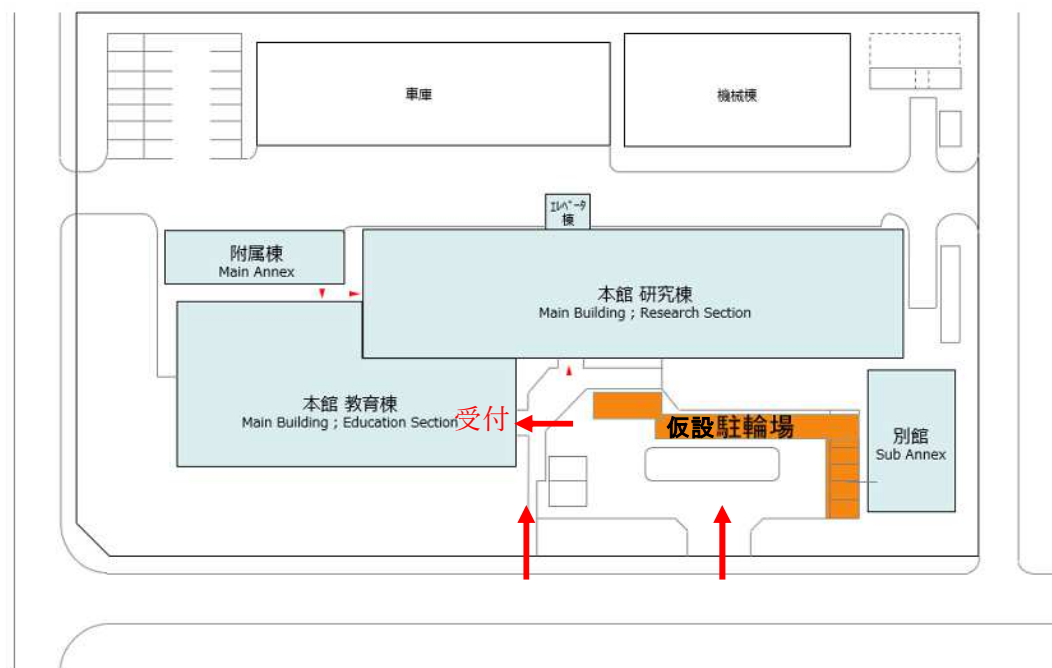 車庫
機械棟
ｴﾚﾍﾞｰﾀ
棟
附属棟
Main Annex
本館 研究棟
Main Building ; Research Section
本館 教育棟
Main Building ; Education Section
受付
仮設駐輪場
別館
Sub Annex